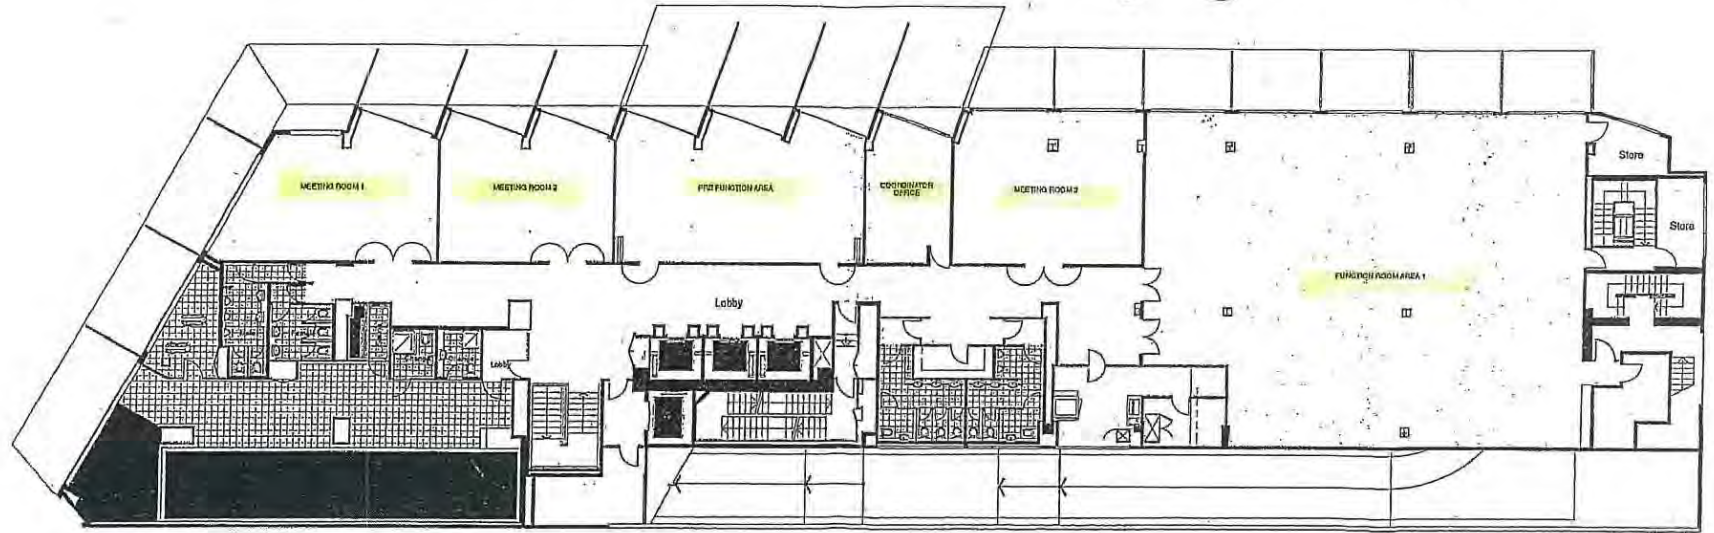 MEETING ROOM 1
MEETING ROOM 2
PRE FUNCTION AREA
COORDINATOR
OFFICE
MEETING ROOM 3
Store
Store
FUNCTION ROOM AREA 1
Lobby
Lobby